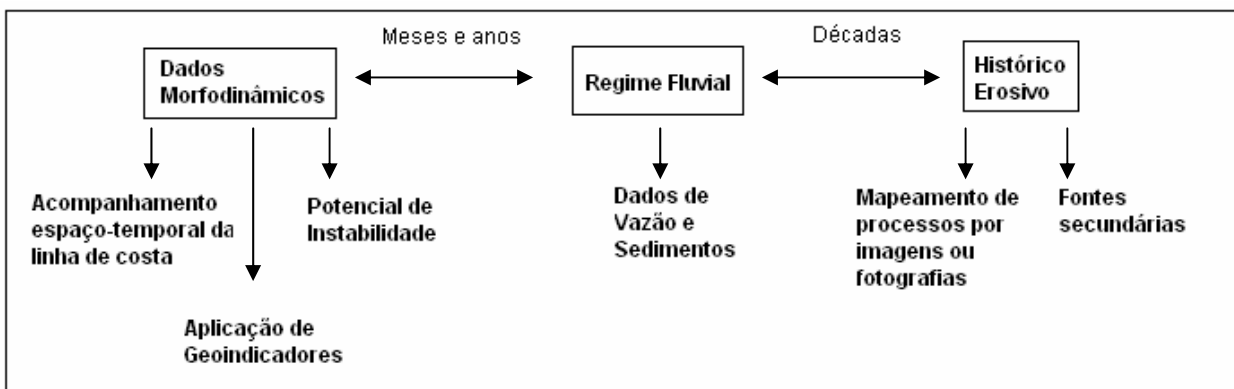 Meses e anos
Décadas
Dados
Morfodinâmicos
Regime Fluvial
Histórico
Erosivo
Acompanhamento
espaço-temporal da
linha de costa
Potencial de
Instabilidade
Dados de
Vazão e
Sedimentos
Mapeamento de
processos por
imagens ou
fotografias
Fontes
secundárias
Aplicação de
Geoindicadores